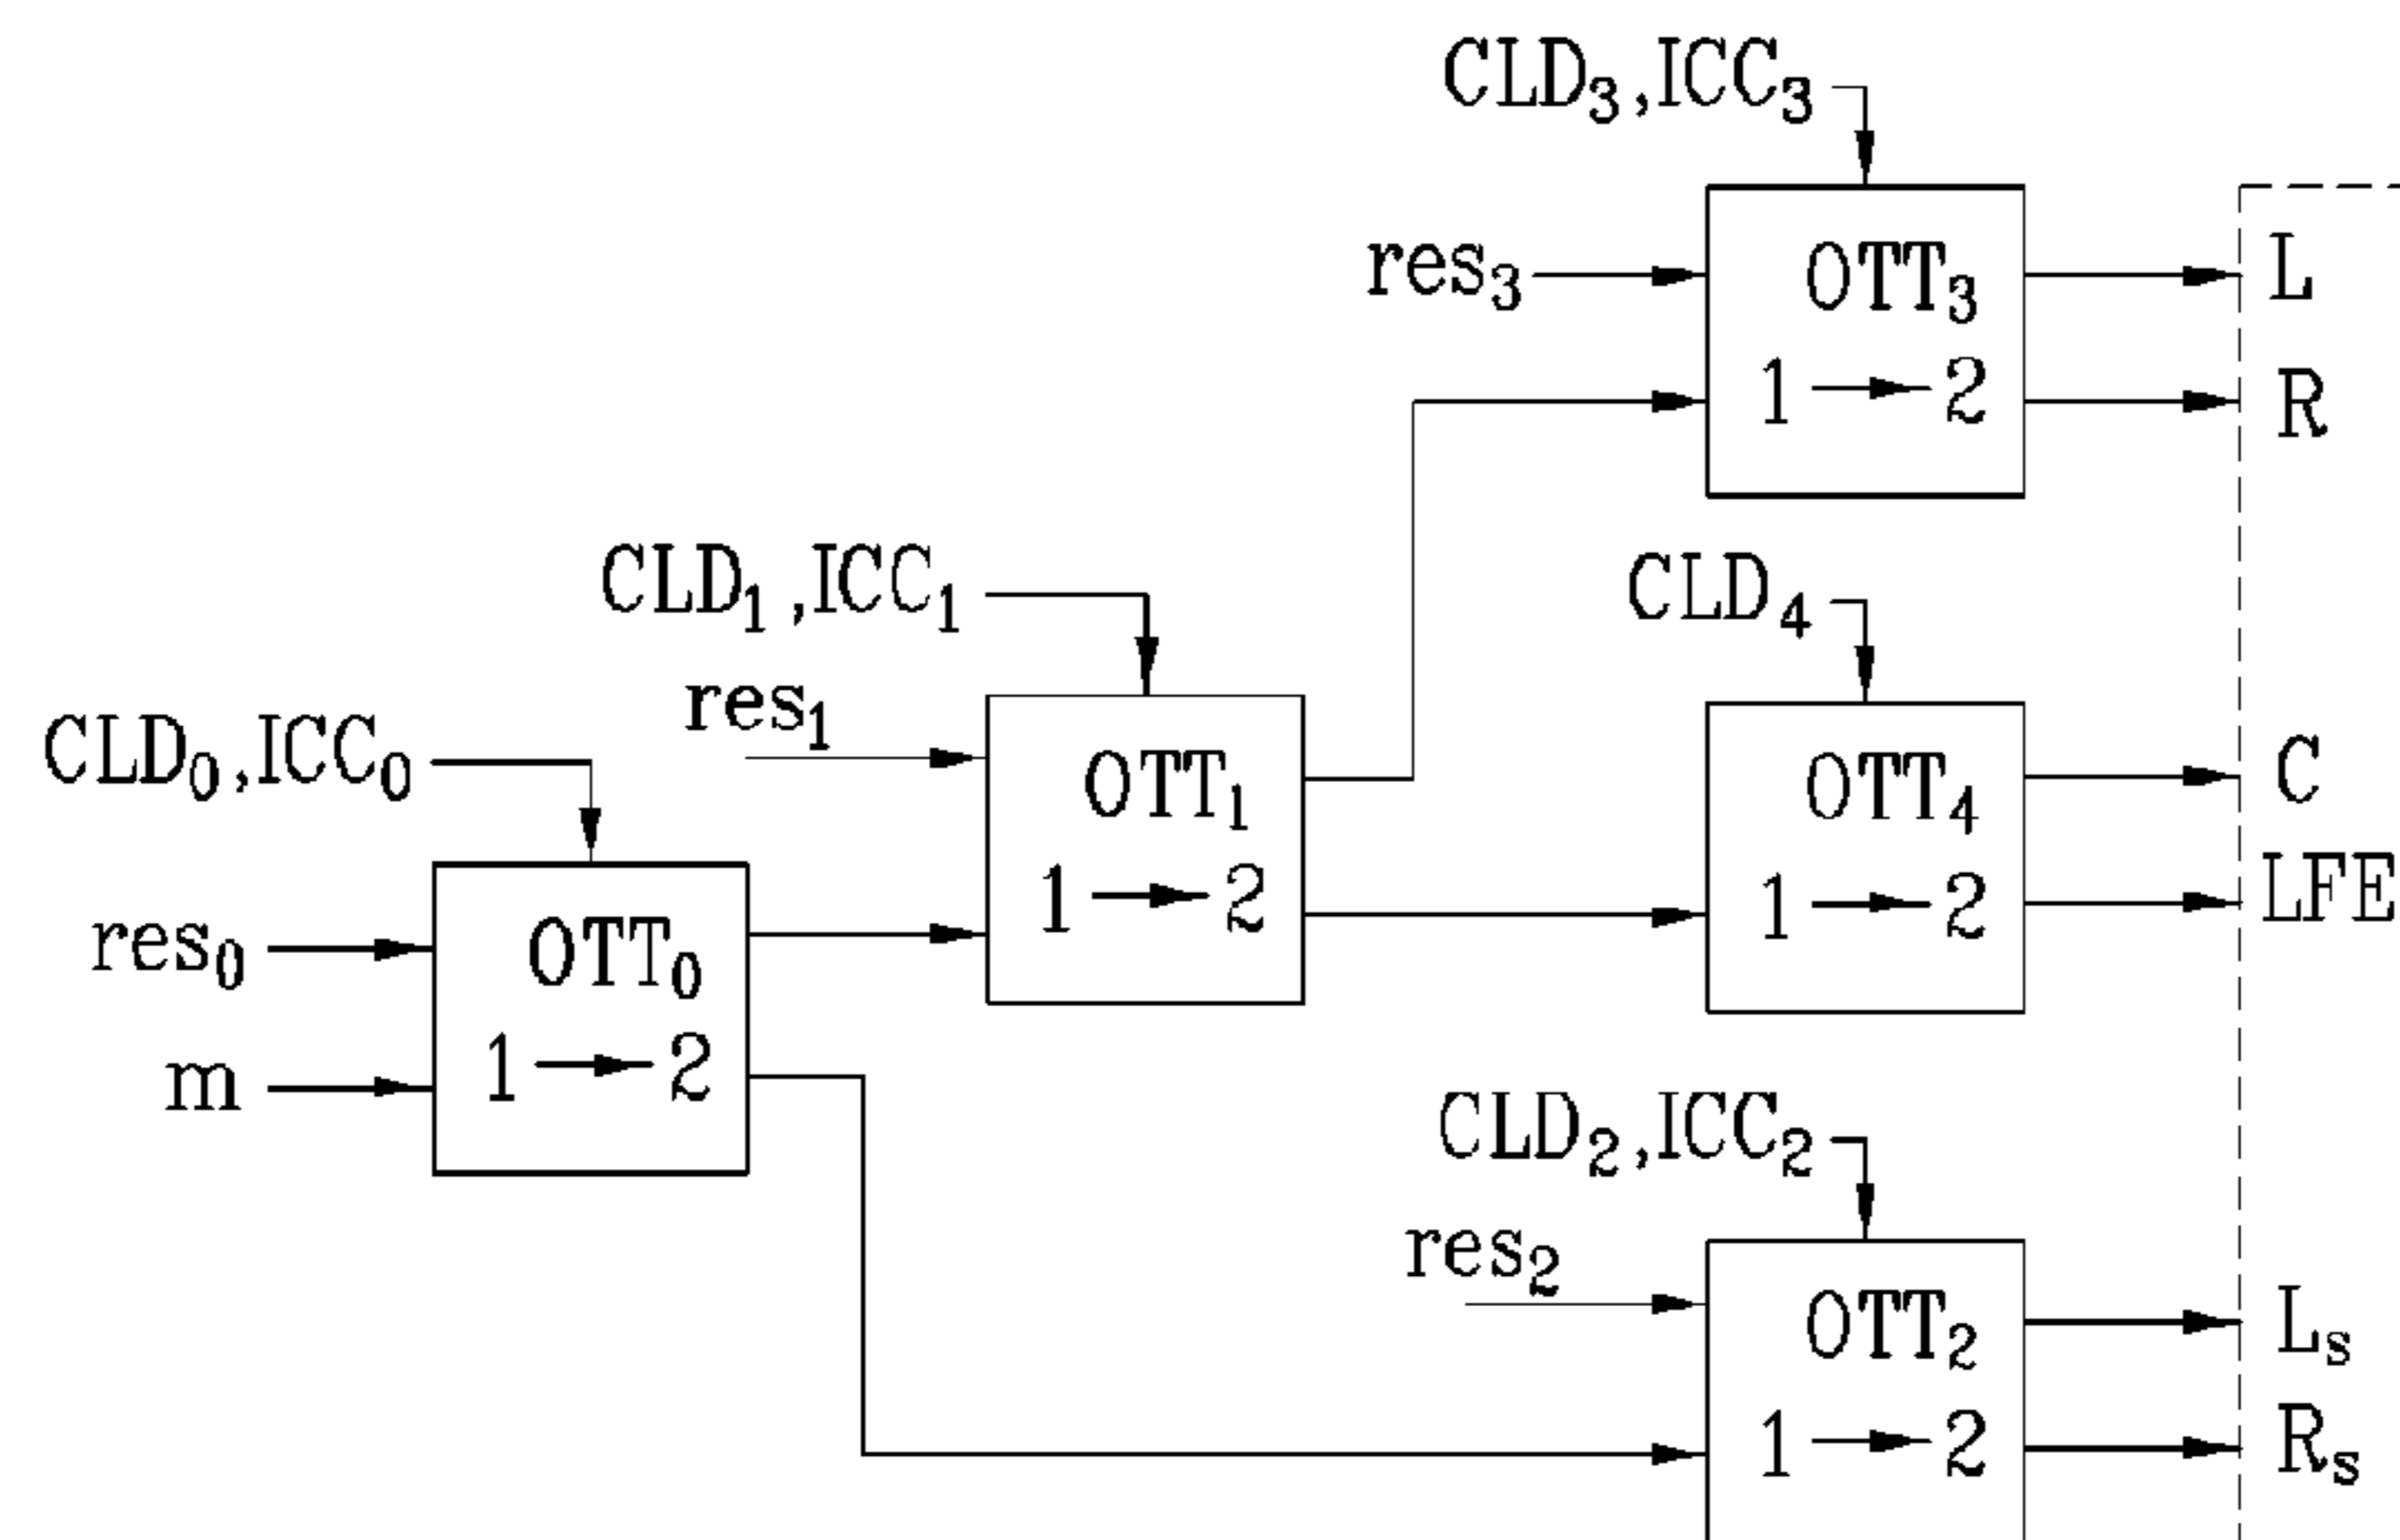 CLD₃,ICC₃
res₃
OTT₃
1 → 2
L
R
CLD₁,ICC₁
res₁
OTT₁
1 → 2
CLD₄
OTT₄
1 → 2
C
LFE
CLD₀,ICC₀
res₀
m
OTT₀
1 → 2
CLD₂,ICC₂
res₂
OTT₂
1 → 2
Lₛ
Rₛ